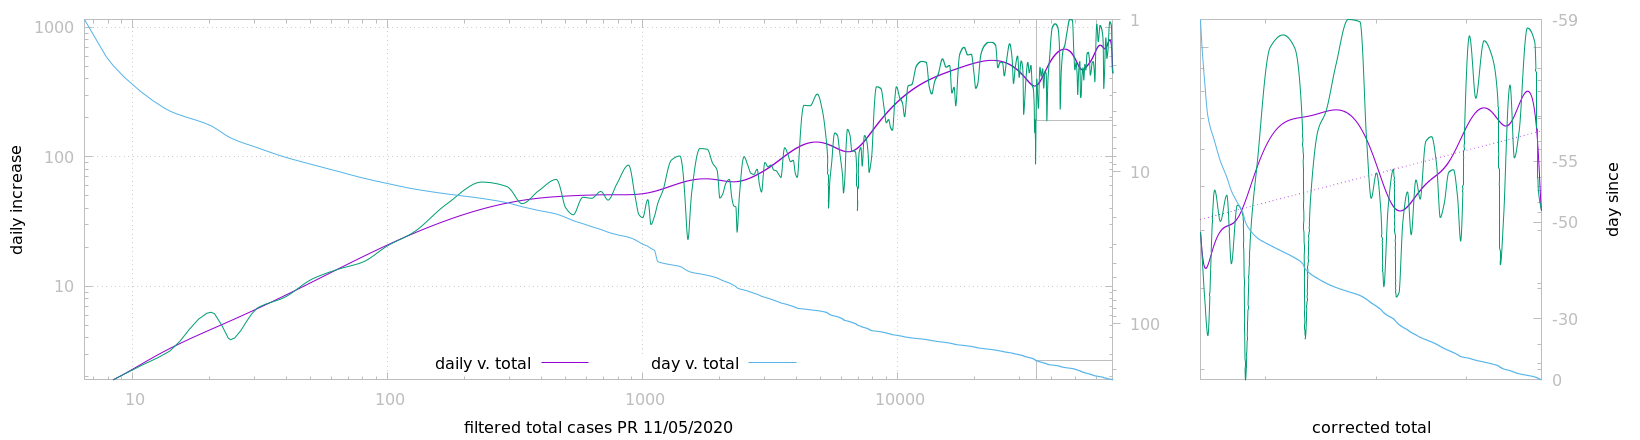 1000
100
10
daily increase
10
100
1000
10000
filtered total cases PR 11/05/2020
daily v. total
day v. total
1
10
100
-59
-55
-50
-30
0
day since
corrected total